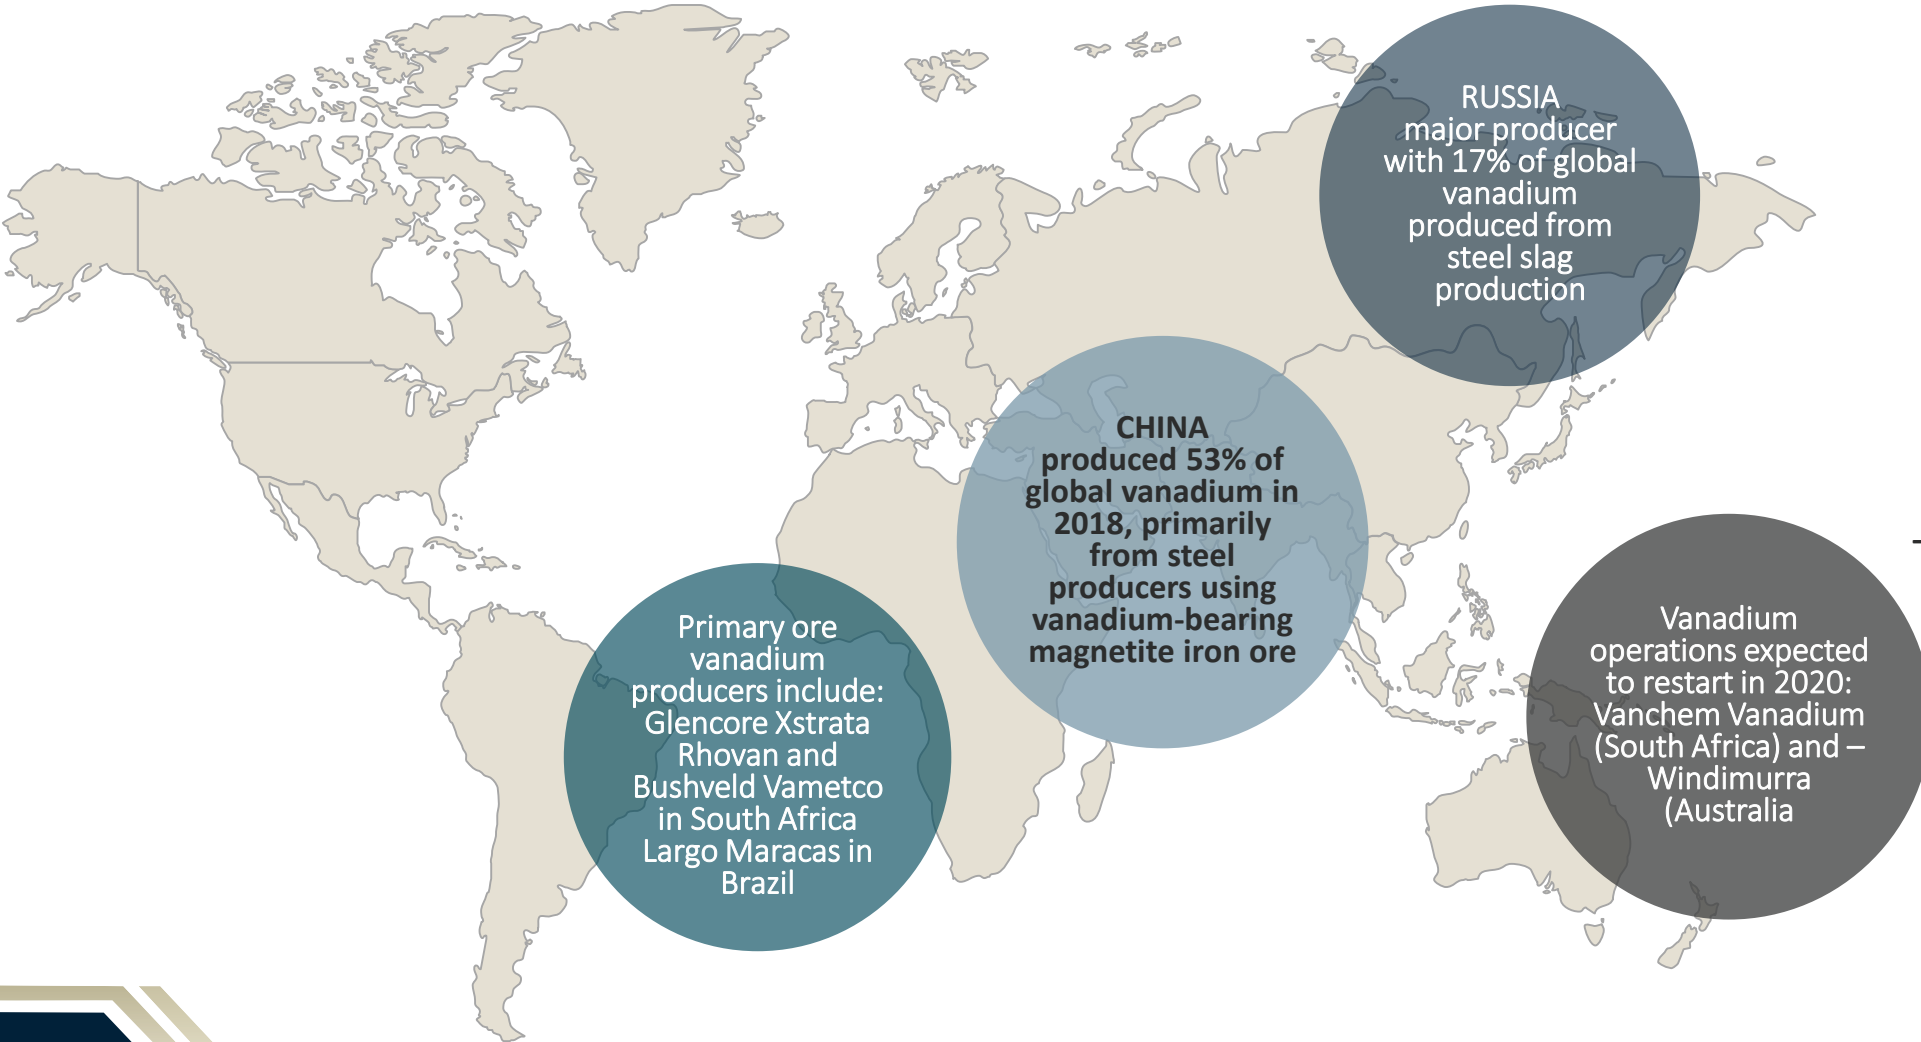 RUSSIA
major producer
with 17% of global
vanadium
produced from
steel slag
production
CHINA
produced 53% of
global vanadium in
2018, primarily
from steel
producers using
vanadium-bearing
magnetite iron ore
Primary ore
vanadium
producers include:
Glencore Xstrata
Rhovan and
Bushveld Vametco
in South Africa
Largo Maracas in
Brazil
Vanadium
operations expected
to restart in 2020:
Vanchem Vanadium
(South Africa) and –
Windimurra
(Australia